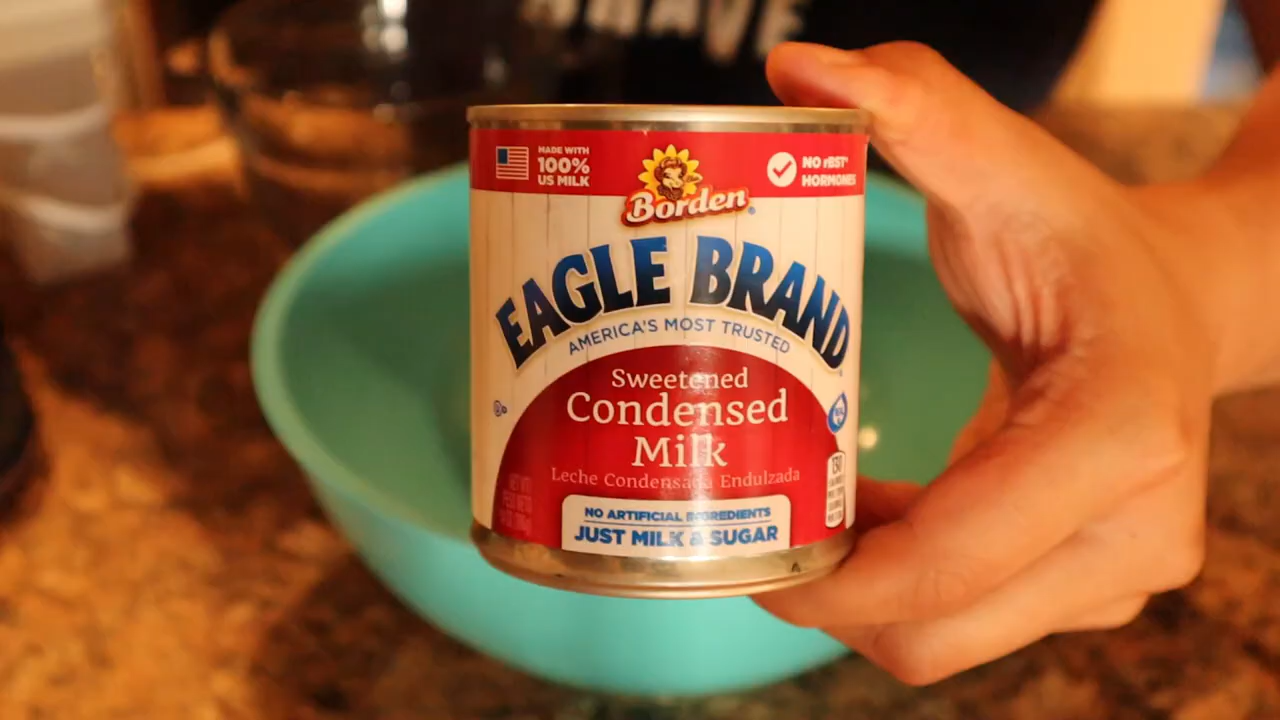 MADE WITH
100%
US MILK
Borden
NO rBST*
HORMONES
EAGLE BRAND
AMERICA'S MOST TRUSTED
Sweetened
Condensed
Milk
Leche Condensada Endulzada
NO ARTIFICIAL INGREDIENTS
JUST MILK & SUGAR
130